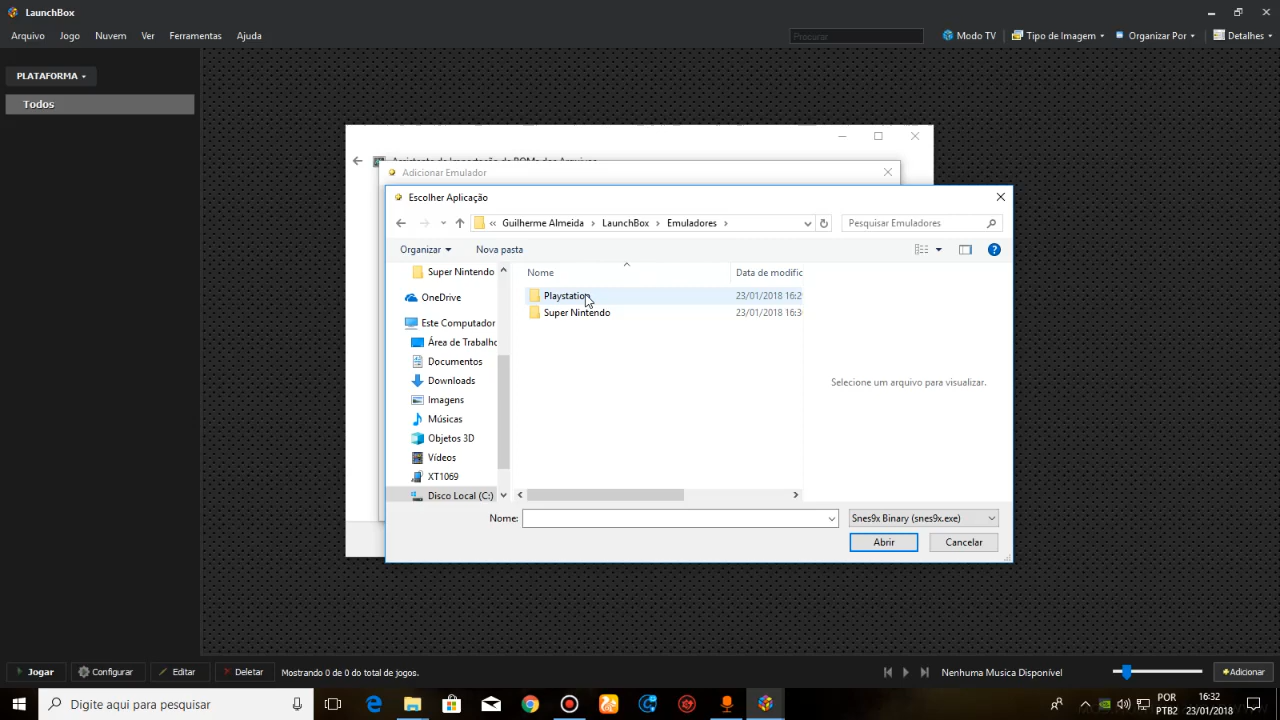 LaunchBox
Arquivo Jogo Nuvem Ver Ferramentas Ajuda
Procurar
Modo TV Tipo de Imagem Organizar Por Detalhes
PLATAFORMA
Todos
Adicionar Emulador
Escolher Aplicação
« Guilherme Almeida > LaunchBox > Emuladores >
Pesquisar Emuladores
Organizar Nova pasta
?
Super Nintendo
OneDrive
Este Computador
Área de Trabalho
Documentos
Downloads
Imagens
Músicas
Objetos 3D
Vídeos
XT1069
Disco Local (C:)
Nome Data de modific
Playstation 23/01/2018 16:2
Super Nintendo 23/01/2018 16:3
Selecione um arquivo para visualizar.
Nome: Snes9x Binary (snes9x.exe)
Abrir Cancelar
Jogar Configurar Editar Deletar Mostrando 0 de 0 do total de jogos. Nenhuma Musica Disponível Adicionar
Digite aqui para pesquisar
POR
PTB2
16:32
23/01/2018